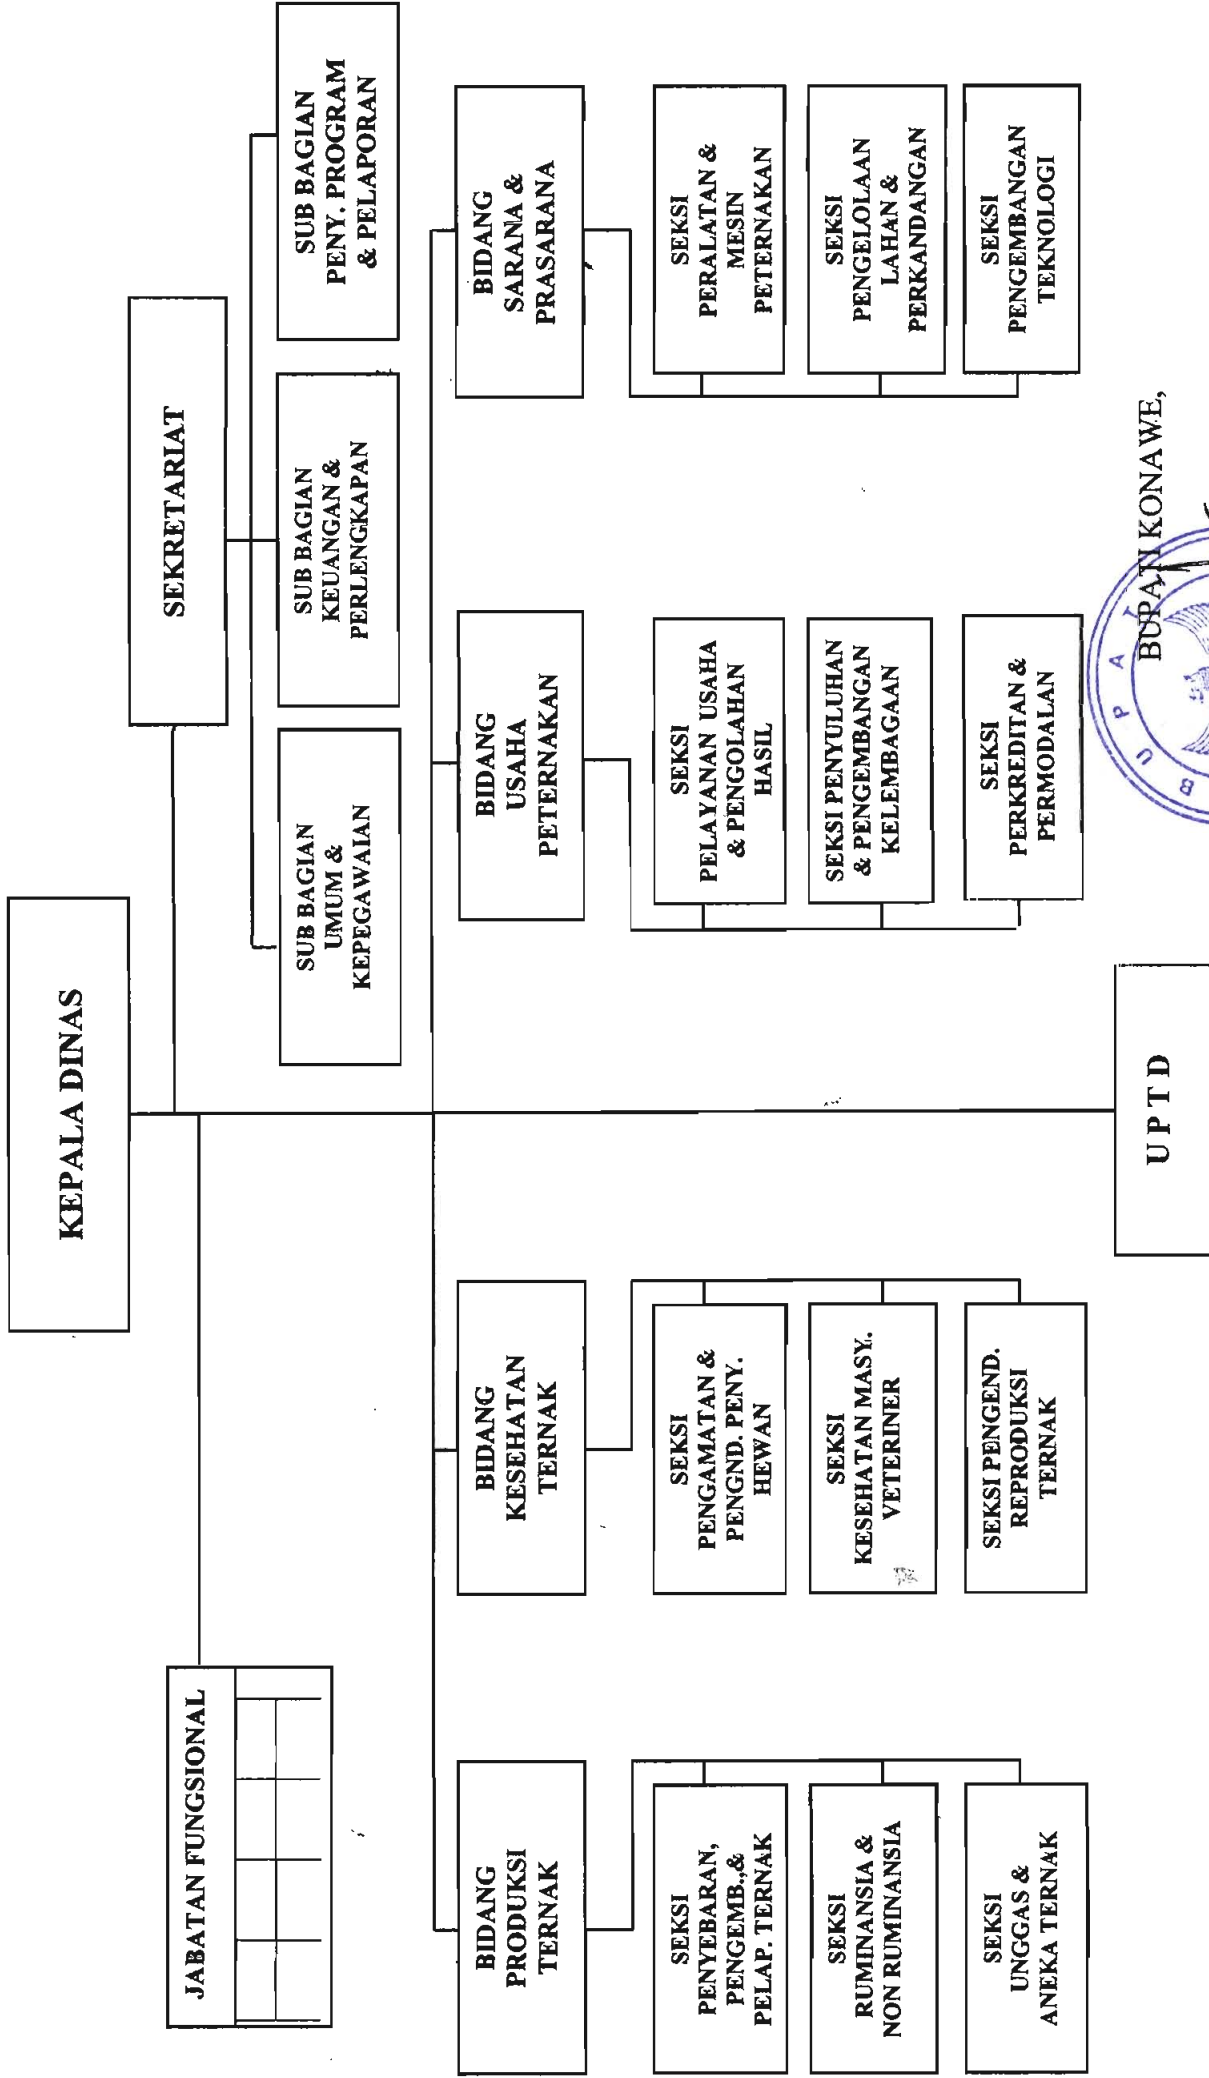 KEPALA DINAS
JABATAN FUNGSIONAL
SEKRETARIAT
SUB BAGIAN
UMUM &
KEPEGAWAIAN
SUB BAGIAN
KEUANGAN &
PERLENGKAPAN
SUB BAGIAN
PENY. PROGRAM
& PELAPORAN
BIDANG
PRODUKSI
TERNAK
BIDANG
KESEHATAN
TERNAK
BIDANG
USAHA
PETERNAKAN
BIDANG
SARANA &
PRASARANA
SEKSI
PENYEBARAN,
PENGEMB.,&
PELAP. TERNAK
SEKSI
PENGAMATAN &
PENGND. PENY.
HEWAN
SEKSI
PELAYANAN USAHA
& PENGOLAHAN
HASIL
SEKSI
PERALATAN &
MESIN
PETERNAKAN
SEKSI
RUMINANSIA &
NON RUMINANSIA
SEKSI
KESEHATAN MASY.
VETERINER
SEKSI PENYULUHAN
& PENGEMBANGAN
KELEMBAGAAN
SEKSI
PENGELOLAAN
LAHAN &
PERKANDANGAN
SEKSI
UNGGAS &
ANEKA TERNAK
SEKSI PENGEND.
REPRODUKSI
TERNAK
SEKSI
PERKREDITAN &
PERMODALAN
SEKSI
PENGEMBANGAN
TEKNOLOGI
U P T D
BUPATI KONAWE,
B U P A T I